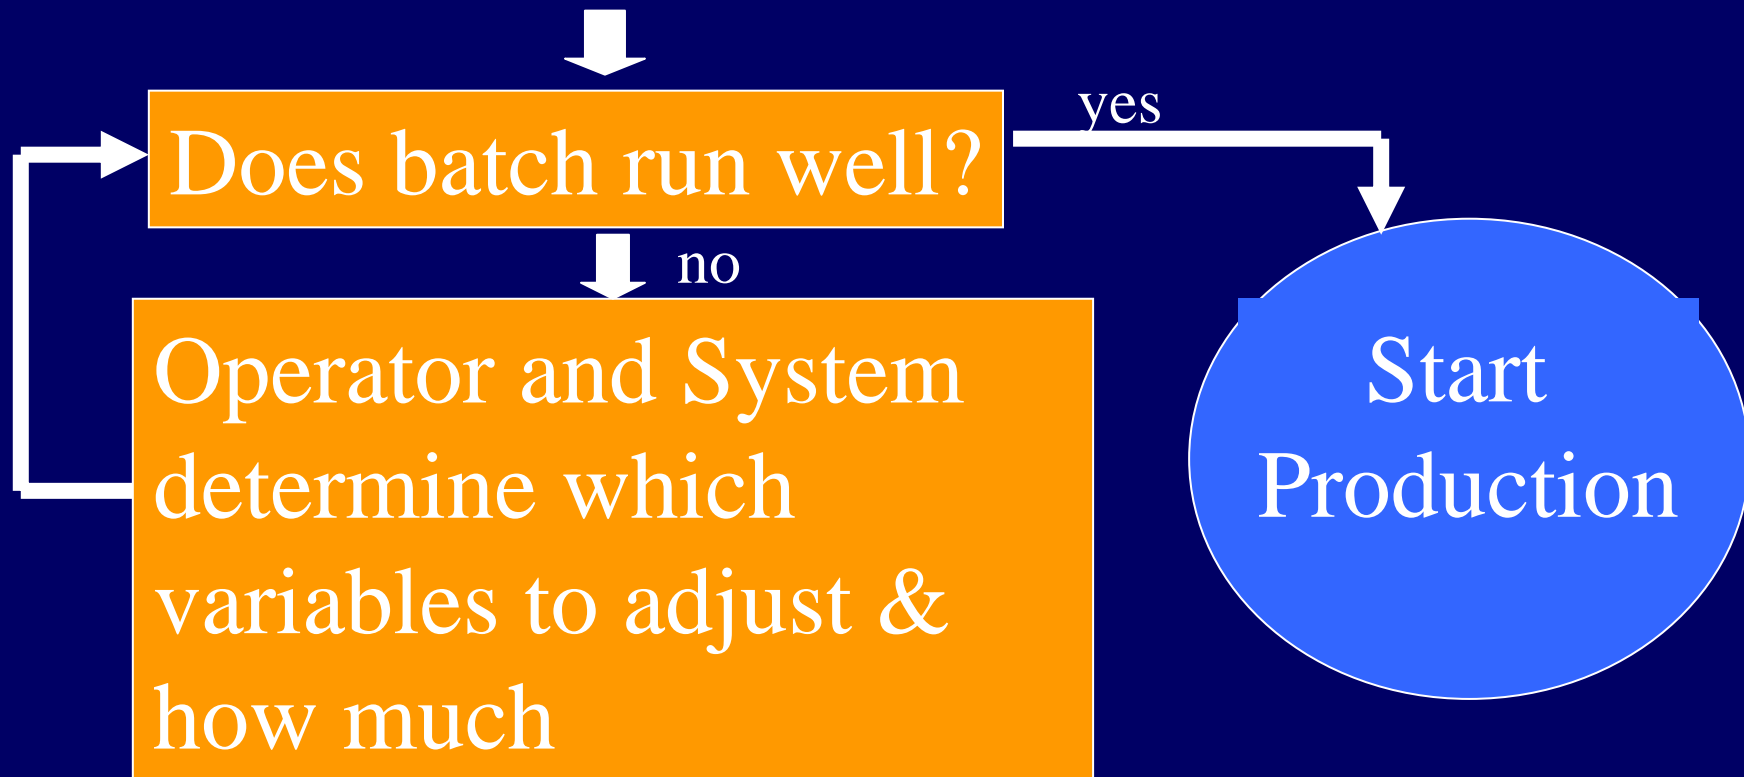 Does batch run well?
yes
no
Operator and System
determine which
variables to adjust &
how much
Start
Production